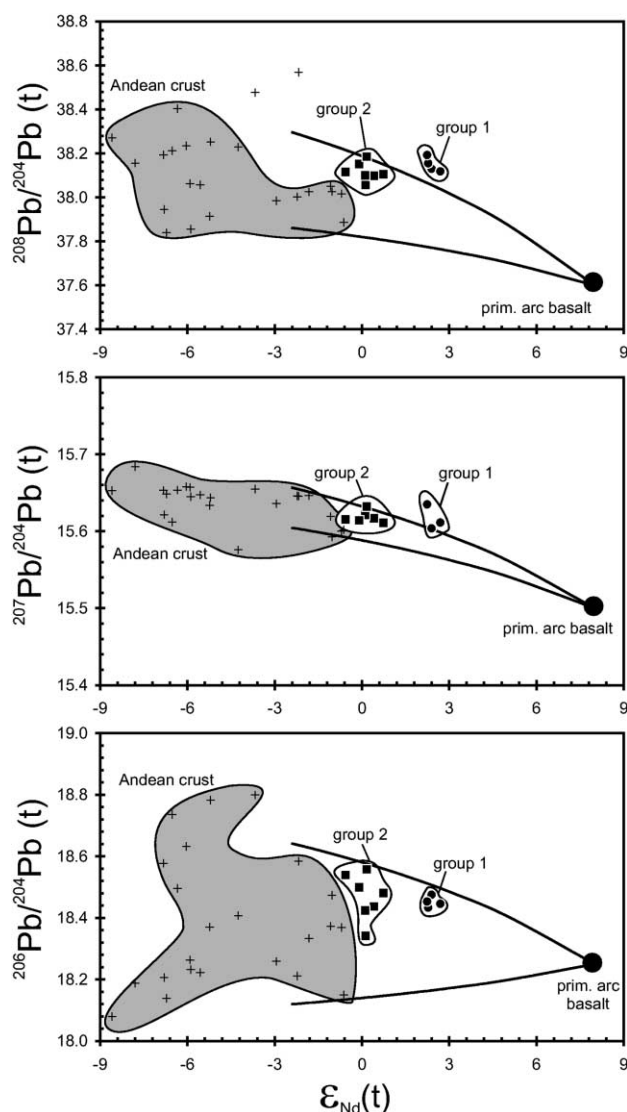 38.8
38.6
38.4
38.2
38.0
37.8
37.6
37.4
²⁰⁸Pb/²⁰⁴Pb (t)
Andean crust
group 2
group 1
prim. arc basalt
-9 -6 -3 0 3 6 9
15.8
15.7
15.6
15.5
15.4
²⁰⁷Pb/²⁰⁴Pb (t)
group 2
group 1
Andean crust
prim. arc basalt
-9 -6 -3 0 3 6 9
19.0
18.8
18.6
18.4
18.2
18.0
²⁰⁶Pb/²⁰⁴Pb (t)
Andean crust
group 2
group 1
prim. arc
basalt
-9 -6 -3 0 3 6 9
εNd(t)